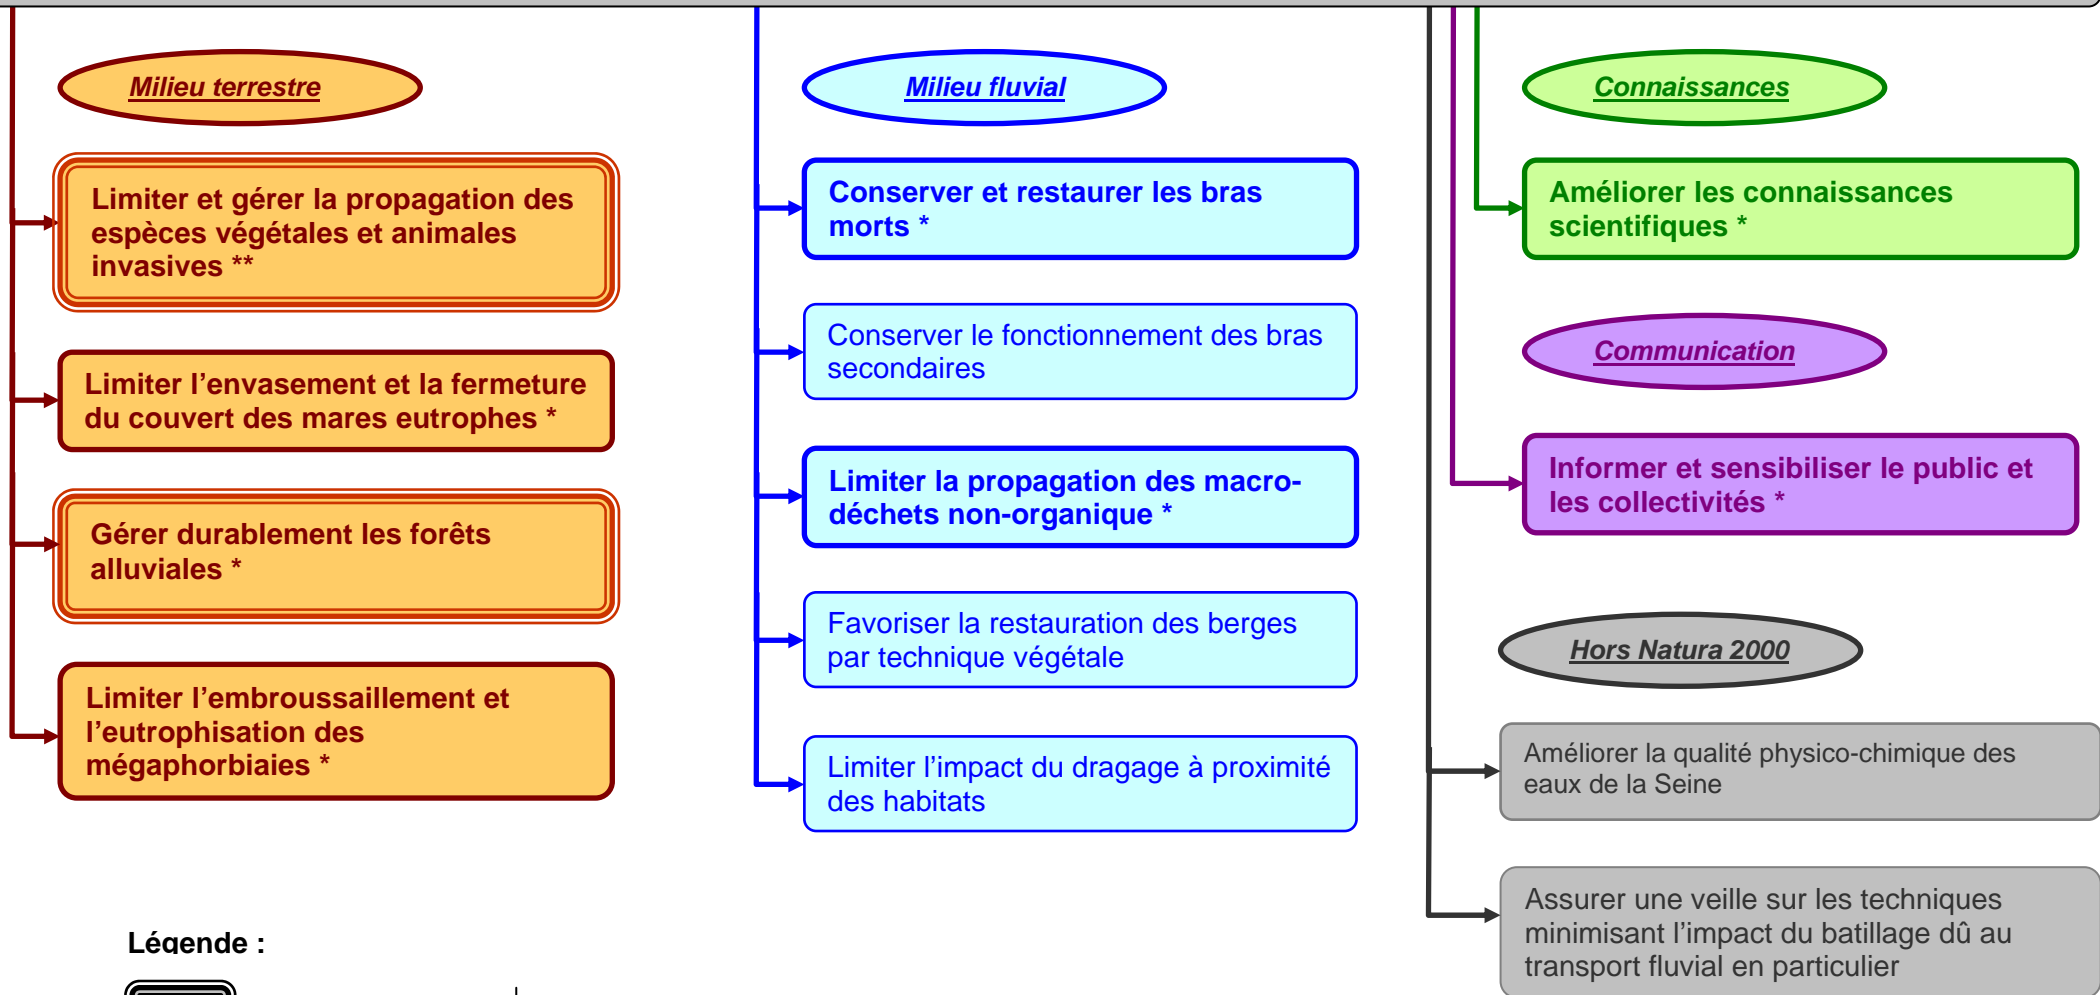 Milieu terrestre
Limiter et gérer la propagation des
espèces végétales et animales
invasives **
Limiter l’envasement et la fermeture
du couvert des mares eutrophes *
Gérer durablement les forêts
alluviales *
Limiter l’embroussaillement et
l’eutrophisation des
mégaphorbiaies *
Milieu fluvial
Conserver et restaurer les bras
morts *
Conserver le fonctionnement des bras
secondaires
Limiter la propagation des macro-
déchets non-organique *
Favoriser la restauration des berges
par technique végétale
Limiter l’impact du dragage à proximité
des habitats
Connaissances
Améliorer les connaissances
scientifiques *
Communication
Informer et sensibiliser le public et
les collectivités *
Hors Natura 2000
Améliorer la qualité physico-chimique des
eaux de la Seine
Assurer une veille sur les techniques
minimisant l’impact du batillage dû au
transport fluvial en particulier
Légende :